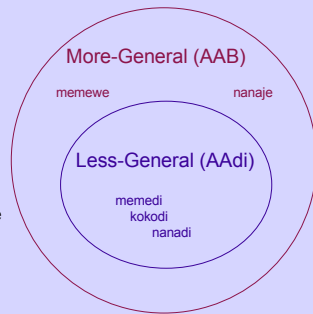 More-General (AAB)
memewe nanaje
Less-General (AAdi)
memedi
kokodi
nanadi